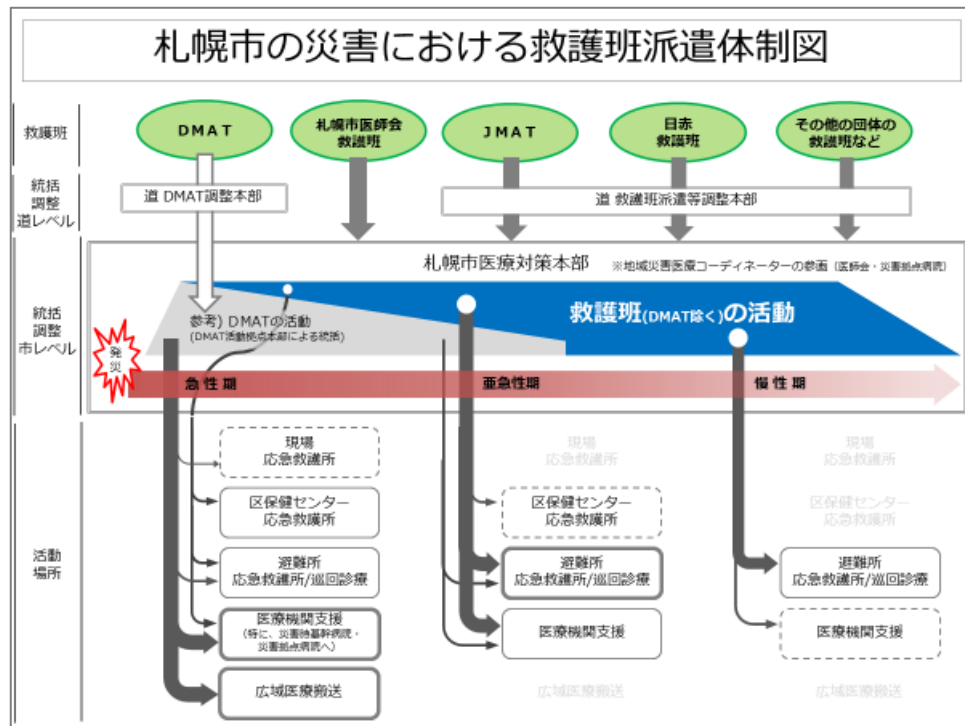 札幌市の災害における救護班派遣体制図
救護班
DMAT
札幌市医師会
救護班
JMAT
日赤
救護班
その他の団体の
救護班など
統括
調整
道レベル
道 DMAT調整本部
道 救護班派遣等調整本部
統括
調整
市レベル
札幌市医療対策本部
※地域災害医療コーディネーターの参画(医師会・災害拠点病院)
参考) DMATの活動
(DMAT活動拠点本部による統括)
救護班(DMAT除く)の活動
発災
急性期
亜急性期
慢性期
活動
場所
現場
応急救護所
区保健センター
応急救護所
避難所
応急救護所/巡回診療
医療機関支援
(特に、災害時基幹病院・
災害拠点病院へ)
広域医療搬送
現場
応急救護所
区保健センター
応急救護所
避難所
応急救護所/巡回診療
医療機関支援
広域医療搬送
現場
応急救護所
区保健センター
応急救護所
避難所
応急救護所/巡回診療
医療機関支援
広域医療搬送